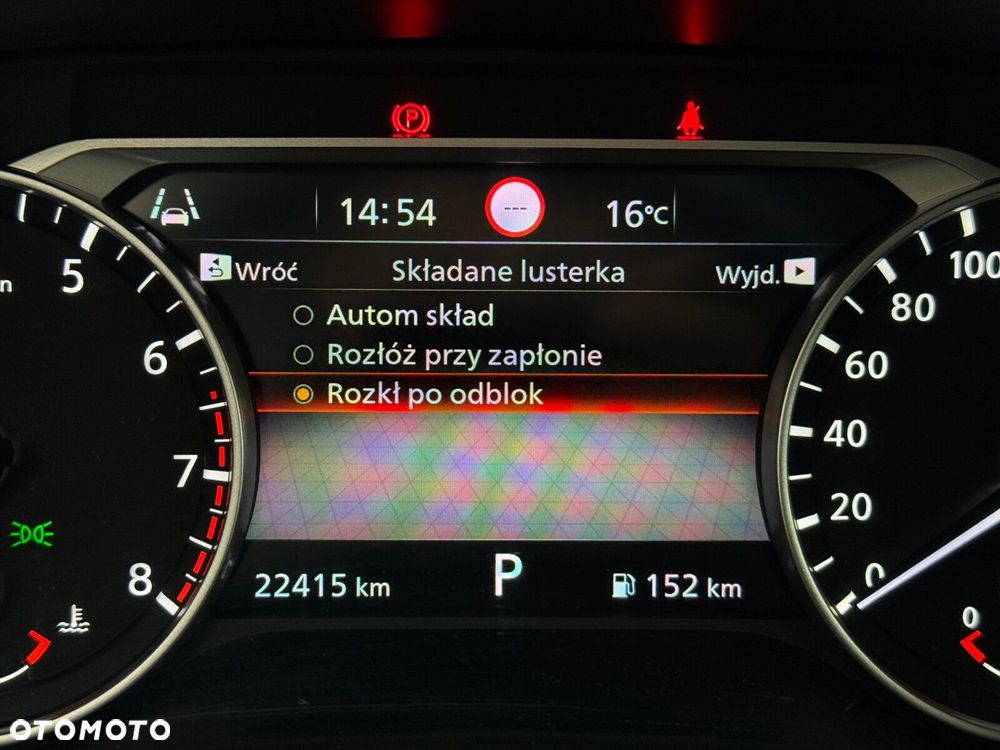 P
14:54
---
16°C
Wróć
Składane lusterka
Wyjd.
Autom skład
Rozłóż przy zapłonie
Rozkł po odblok
5
6
7
8
100
80
60
40
20
0
0
22415 km
P
152 km
OTOMOTO